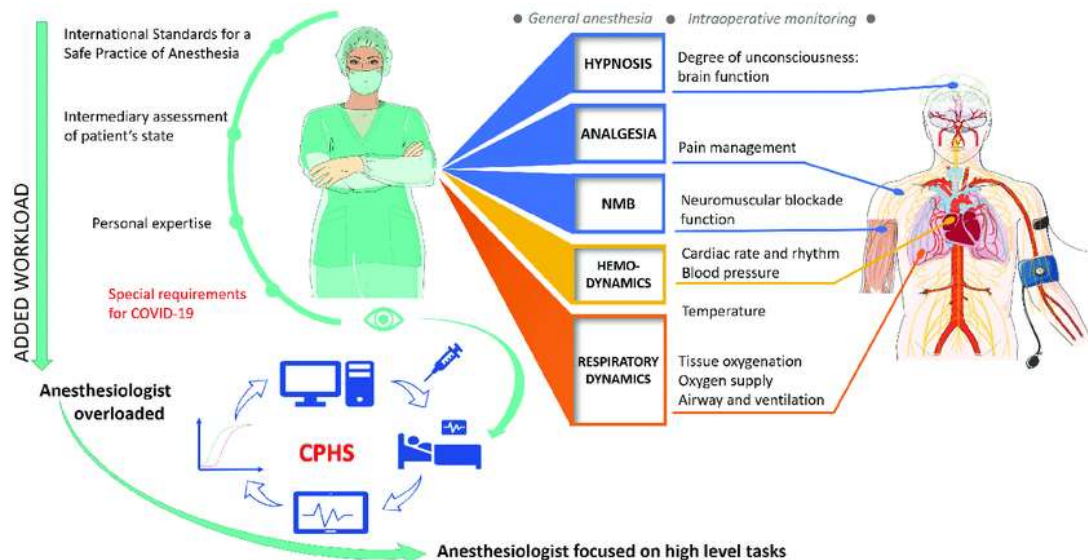 ● General anesthesia ● Intraoperative monitoring ●
International Standards for a
Safe Practice of Anesthesia
Intermediary assessment
of patient's state
Personal expertise
Special requirements
for COVID-19
ADDED WORKLOAD
Anesthesiologist
overloaded
CPHS
Anesthesiologist focused on high level tasks
HYPNOSIS
Degree of unconsciousness:
brain function
ANALGESIA
Pain management
NMB
Neuromuscular blockade
function
HEMO-
DYNAMICS
Cardiac rate and rhythm
Blood pressure
Temperature
RESPIRATORY
DYNAMICS
Tissue oxygenation
Oxygen supply
Airway and ventilation